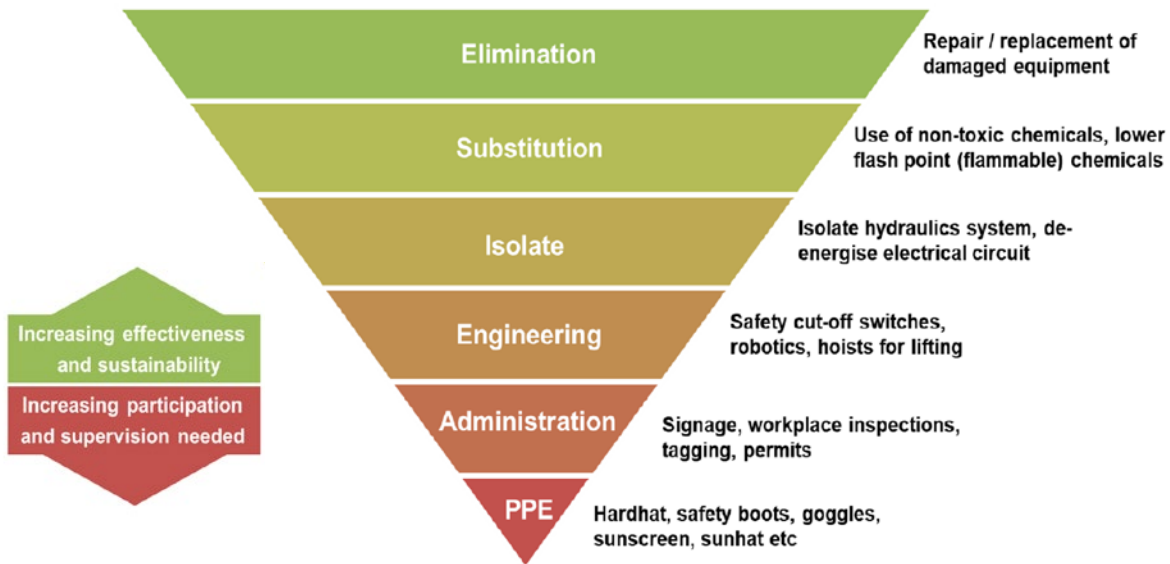 Elimination
Repair / replacement of
damaged equipment
Substitution
Use of non-toxic chemicals, lower
flash point (flammable) chemicals
Isolate
Isolate hydraulics system, de-
energise electrical circuit
Increasing effectiveness
and sustainability
Increasing participation
and supervision needed
Engineering
Safety cut-off switches,
robotics, hoists for lifting
Administration
Signage, workplace inspections,
tagging, permits
PPE
Hardhat, safety boots, goggles,
sunscreen, sunhat etc